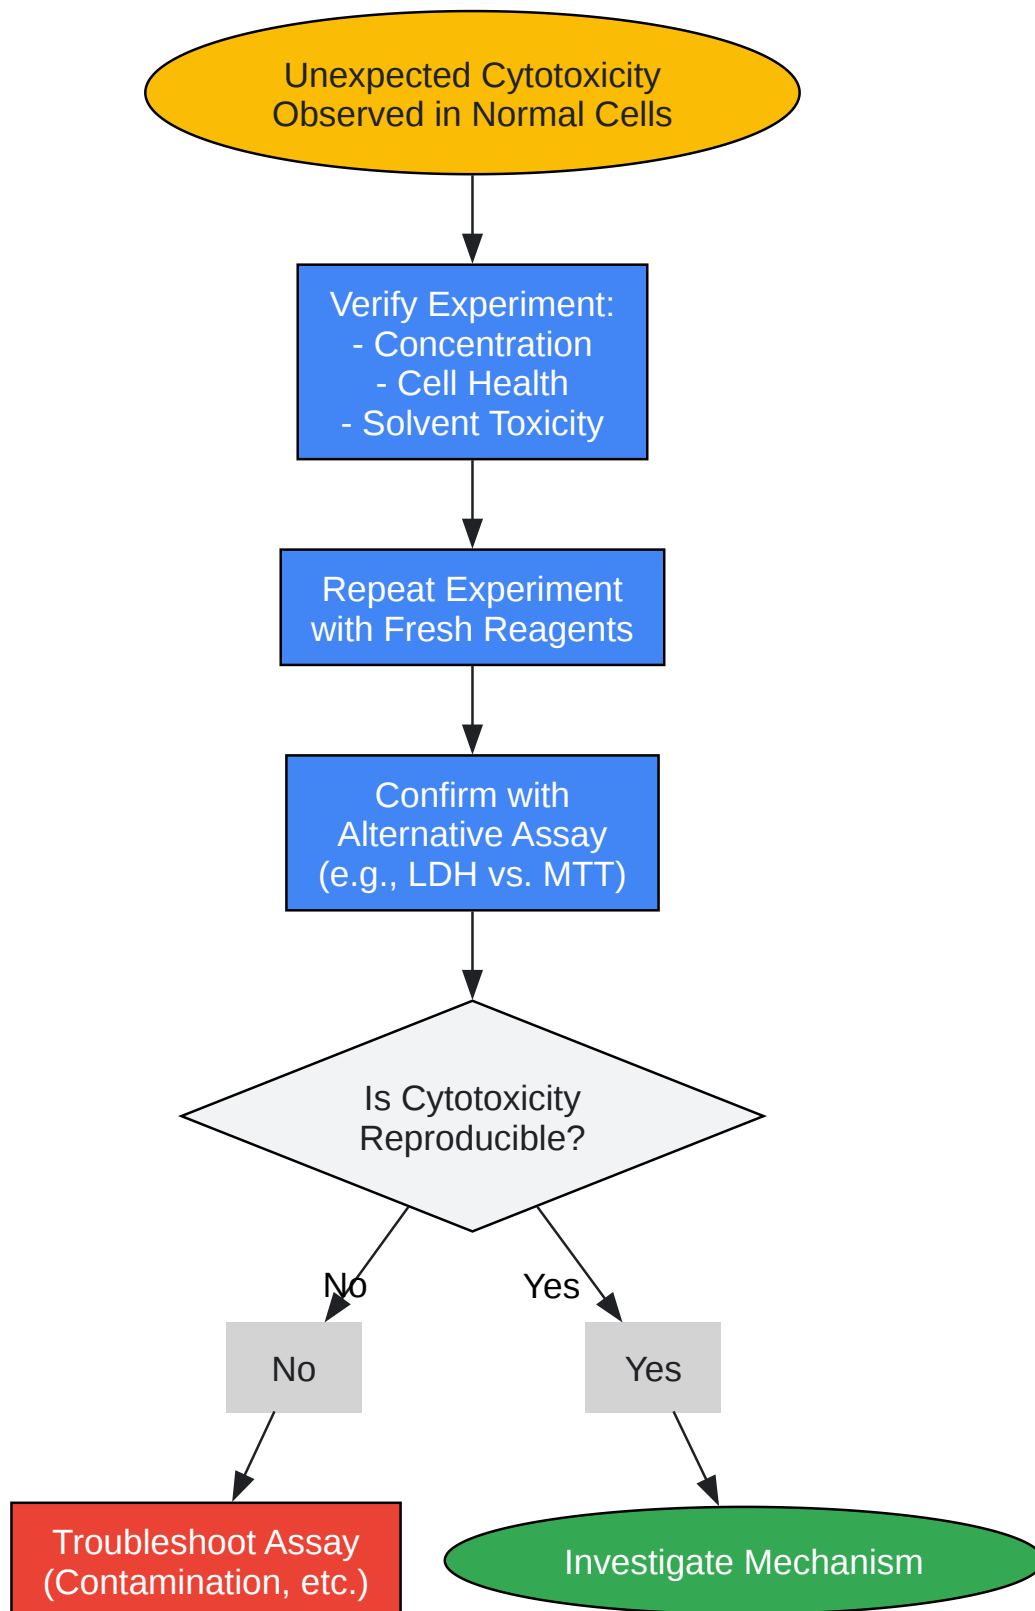 Unexpected Cytotoxicity
Observed in Normal Cells
Verify Experiment:
- Concentration
- Cell Health
- Solvent Toxicity
Repeat Experiment
with Fresh Reagents
Confirm with
Alternative Assay
(e.g., LDH vs. MTT)
Is Cytotoxicity
Reproducible?
No
Yes
No
Yes
Troubleshoot Assay
(Contamination, etc.)
Investigate Mechanism